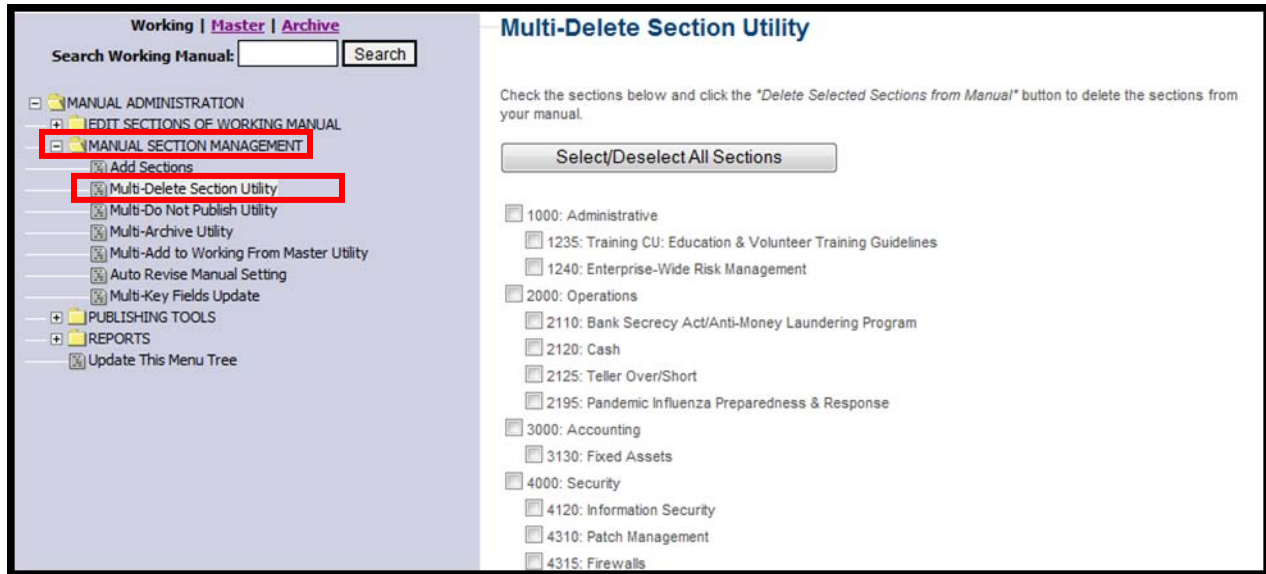 Working | Master | Archive
Search Working Manual: Search
MANUAL ADMINISTRATION
EDIT SECTIONS OF WORKING MANUAL
MANUAL SECTION MANAGEMENT
Add Sections
Multi-Delete Section Utility
Multi-Do Not Publish Utility
Multi-Archive Utility
Multi-Add to Working From Master Utility
Auto Revise Manual Setting
Multi-Key Fields Update
PUBLISHING TOOLS
REPORTS
Update This Menu Tree
Multi-Delete Section Utility
Check the sections below and click the "Delete Selected Sections from Manual" button to delete the sections from
your manual.
Select/Deselect All Sections
1000: Administrative
1235: Training CU: Education & Volunteer Training Guidelines
1240: Enterprise-Wide Risk Management
2000: Operations
2110: Bank Secrecy Act/Anti-Money Laundering Program
2120: Cash
2125: Teller Over/Short
2195: Pandemic Influenza Preparedness & Response
3000: Accounting
3130: Fixed Assets
4000: Security
4120: Information Security
4310: Patch Management
4315: Firewalls